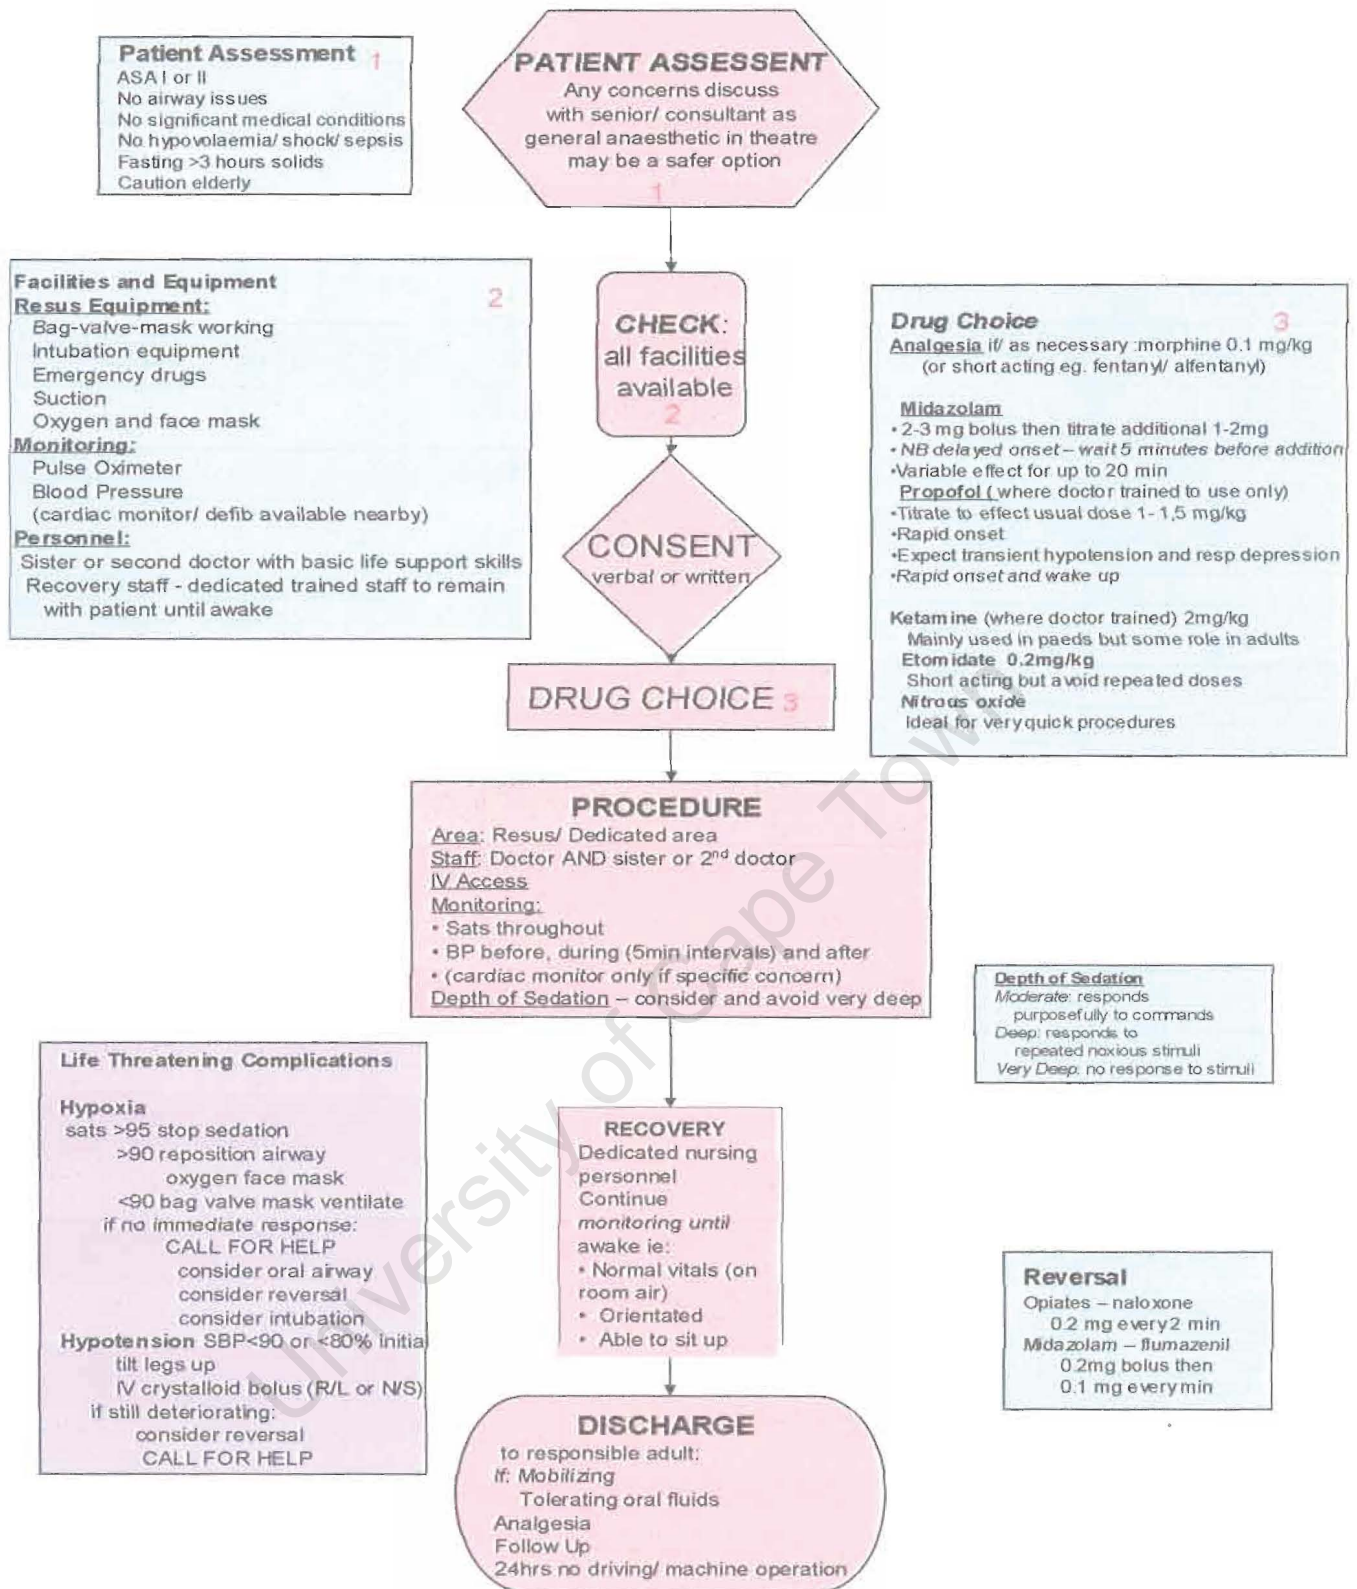 Patient Assessment 1
ASA I or II
No airway issues
No significant medical conditions
No hypovolaemia/ shock/ sepsis
Fasting >3 hours solids
Caution elderly
PATIENT ASSESSENT
Any concerns discuss
with senior/ consultant as
general anaesthetic in theatre
may be a safer option
1
Facilities and Equipment
2
Resus Equipment:
Bag-valve-mask working
Intubation equipment
Emergency drugs
Suction
Oxygen and face mask
Monitoring:
Pulse Oximeter
Blood Pressure
(cardiac monitor/ defib available nearby)
Personnel:
Sister or second doctor with basic life support skills
Recovery staff - dedicated trained staff to remain
with patient until awake
CHECK:
all facilities
available
2
CONSENT
verbal or written
Drug Choice 3
Analgesia if/ as necessary :morphine 0.1 mg/kg
(or short acting eg. fentanyl/ alfentanyl)
Midazolam
• 2-3 mg bolus then titrate additional 1-2mg
• NB delayed onset – wait 5 minutes before addition
•Variable effect for up to 20 min
Propofol ( where doctor trained to use only)
•Titrate to effect usual dose 1- 1,5 mg/kg
•Rapid onset
•Expect transient hypotension and resp depression
•Rapid onset and wake up
Ketamine (where doctor trained) 2mg/kg
Mainly used in paeds but some role in adults
Etomidate 0.2mg/kg
Short acting but avoid repeated doses
Nitrous oxide
Ideal for very quick procedures
DRUG CHOICE 3
PROCEDURE
Area: Resus/ Dedicated area
Staff: Doctor AND sister or 2nd doctor
IV Access
Monitoring:
• Sats throughout
• BP before, during (5min intervals) and after
• (cardiac monitor only if specific concern)
Depth of Sedation – consider and avoid very deep
Depth of Sedation
Moderate: responds
purposefully to commands
Deep: responds to
repeated noxious stimuli
Very Deep: no response to stimuli
Life Threatening Complications
Hypoxia
sats >95 stop sedation
>90 reposition airway
oxygen face mask
<90 bag valve mask ventilate
if no immediate response:
CALL FOR HELP
consider oral airway
consider reversal
consider intubation
Hypotension SBP<90 or <80% initial
tilt legs up
IV crystalloid bolus (R/L or N/S)
if still deteriorating:
consider reversal
CALL FOR HELP
RECOVERY
Dedicated nursing
personnel
Continue
monitoring until
awake ie:
• Normal vitals (on
room air)
• Orientated
• Able to sit up
Reversal
Opiates – naloxone
0.2 mg every 2 min
Midazolam – flumazenil
0.2mg bolus then
0.1 mg every min
DISCHARGE
to responsible adult:
If: Mobilizing
Tolerating oral fluids
Analgesia
Follow Up
24hrs no driving/ machine operation
University of Cape Town